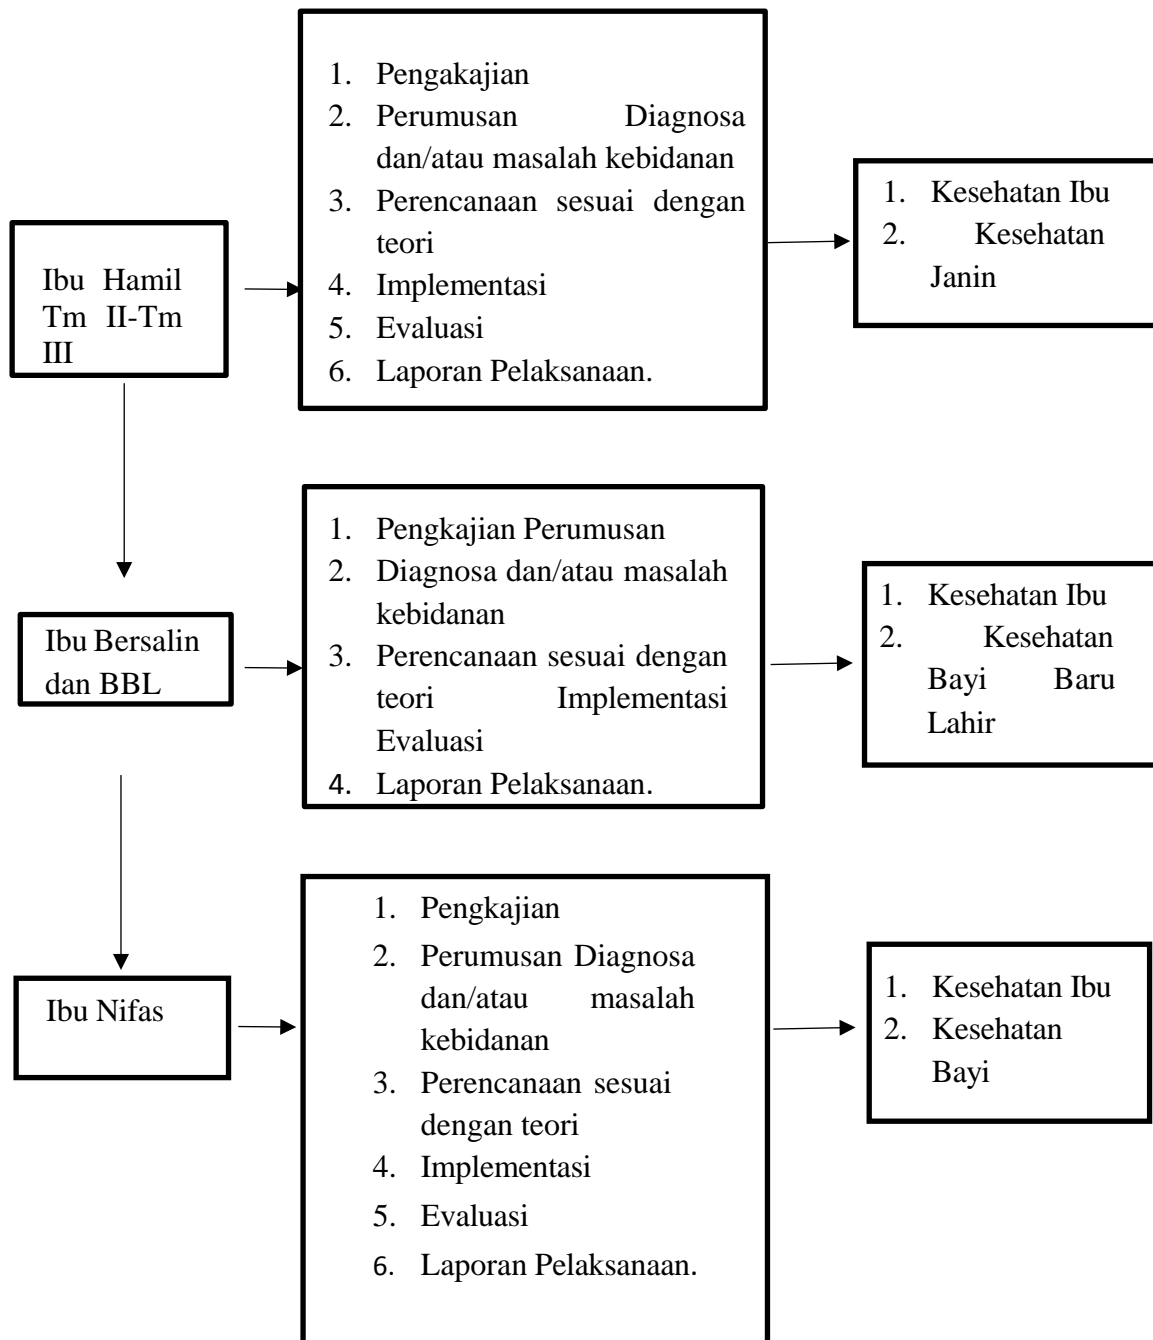 Ibu Hamil
Tm II-Tm
III
1. Pengakajian
2. Perumusan Diagnosa
dan/atau masalah kebidanan
3. Perencanaan sesuai dengan
teori
4. Implementasi
5. Evaluasi
6. Laporan Pelaksanaan.
1. Kesehatan Ibu
2. Kesehatan
Janin
Ibu Bersalin
dan BBL
1. Pengkajian Perumusan
2. Diagnosa dan/atau masalah
kebidanan
3. Perencanaan sesuai dengan
teori Implementasi
Evaluasi
4. Laporan Pelaksanaan.
1. Kesehatan Ibu
2. Kesehatan
Bayi Baru
Lahir
Ibu Nifas
1. Pengkajian
2. Perumusan Diagnosa
dan/atau masalah
kebidanan
3. Perencanaan sesuai
dengan teori
4. Implementasi
5. Evaluasi
6. Laporan Pelaksanaan.
1. Kesehatan Ibu
2. Kesehatan
Bayi